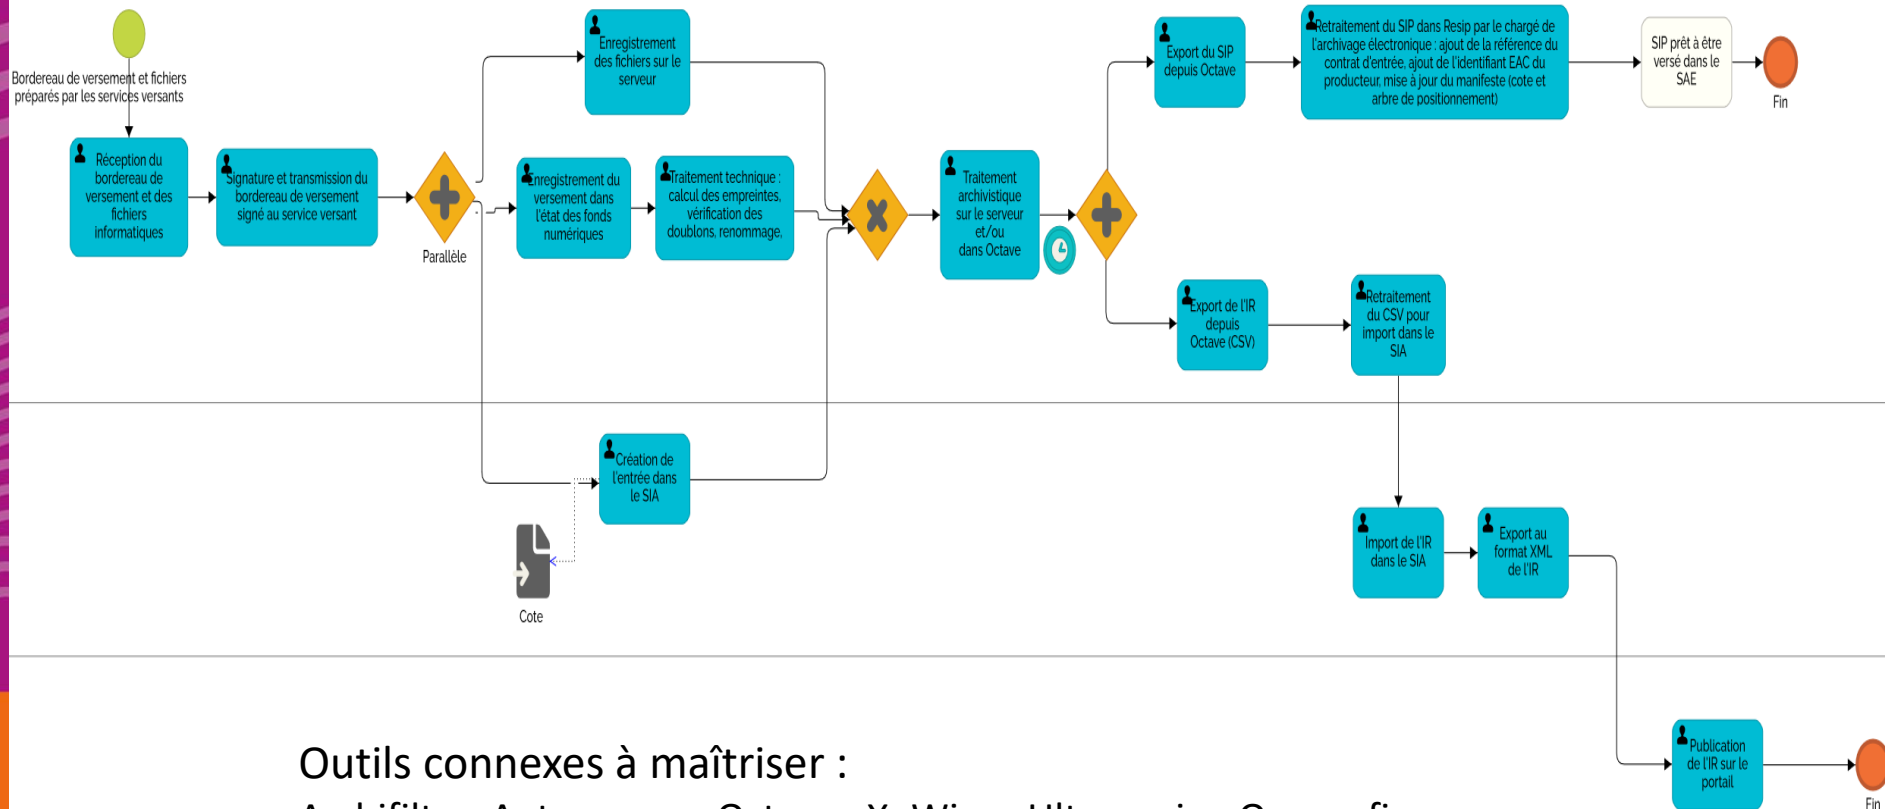 Bordereau de versement et fichiers
préparés par les services versants
Réception du
bordereau de
versement et des
fichiers
informatiques
Signature et transmission du
bordereau de versement
signé au service versant
Parallèle
Enregistrement
des fichiers sur le
serveur
Enregistrement du
versement dans
l'état des fonds
numériques
Traitement technique :
calcul des empreintes,
vérification des
doublons, renommage.
Création de
l'entrée dans
le SIA
Cote
Traitement
archivistique
sur le serveur
et/ou
dans Octave
Export du SIP
depuis Octave
Retraitement du SIP dans Resip par le chargé de
l'archivage électronique : ajout de la référence du
contrat d'entrée, ajout de l'identifiant EAC du
producteur, mise à jour du manifeste (cote et
arbre de positionnement)
SIP prêt à être
versé dans le
SAE
Fin
Export de l'IR
depuis
Octave (CSV)
Retraitement
du CSV pour
import dans le
SIA
Import de l'IR
dans le SIA
Export au
format XML
de l'IR
Publication
de l'IR sur le
portail
Fin
Outils connexes à maîtriser :